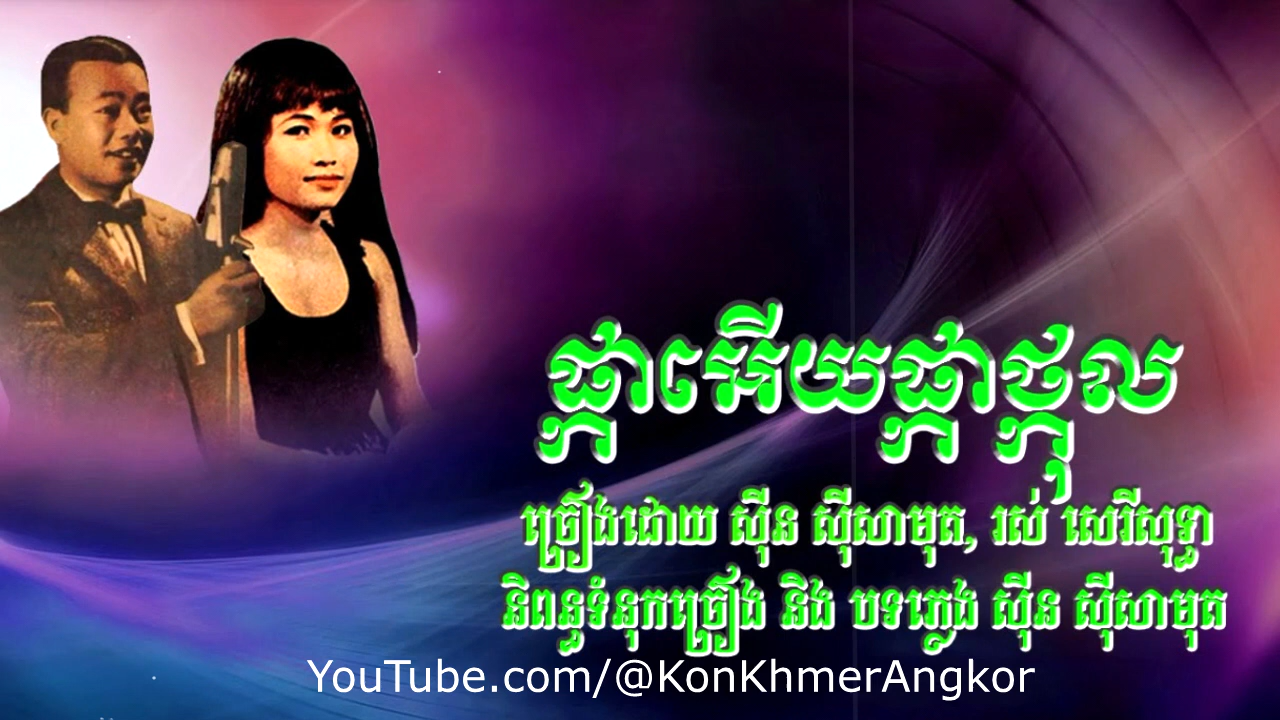 ផ្កាអើយផ្កាថ្កុល
ច្រៀងដោយ ស៊ីន ស៊ីសាមុត, រស់ សេរីសុទ្ធា
និពន្ធទំនុកច្រៀង និង បទភ្លេង ស៊ីន ស៊ីសាមុត
YouTube.com/@KonKhmerAngkor